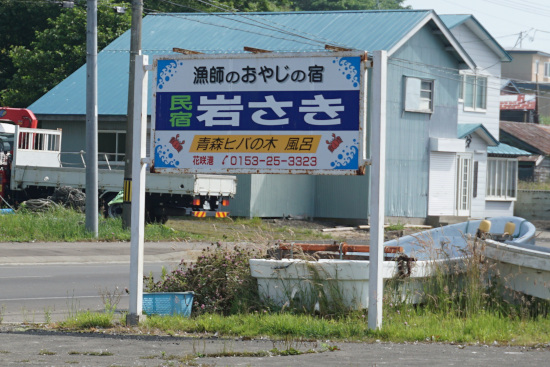 漁師のおやじの宿
民宿 岩さき
青森ヒバの木 風呂
花咲港 ☎0153-25-3323